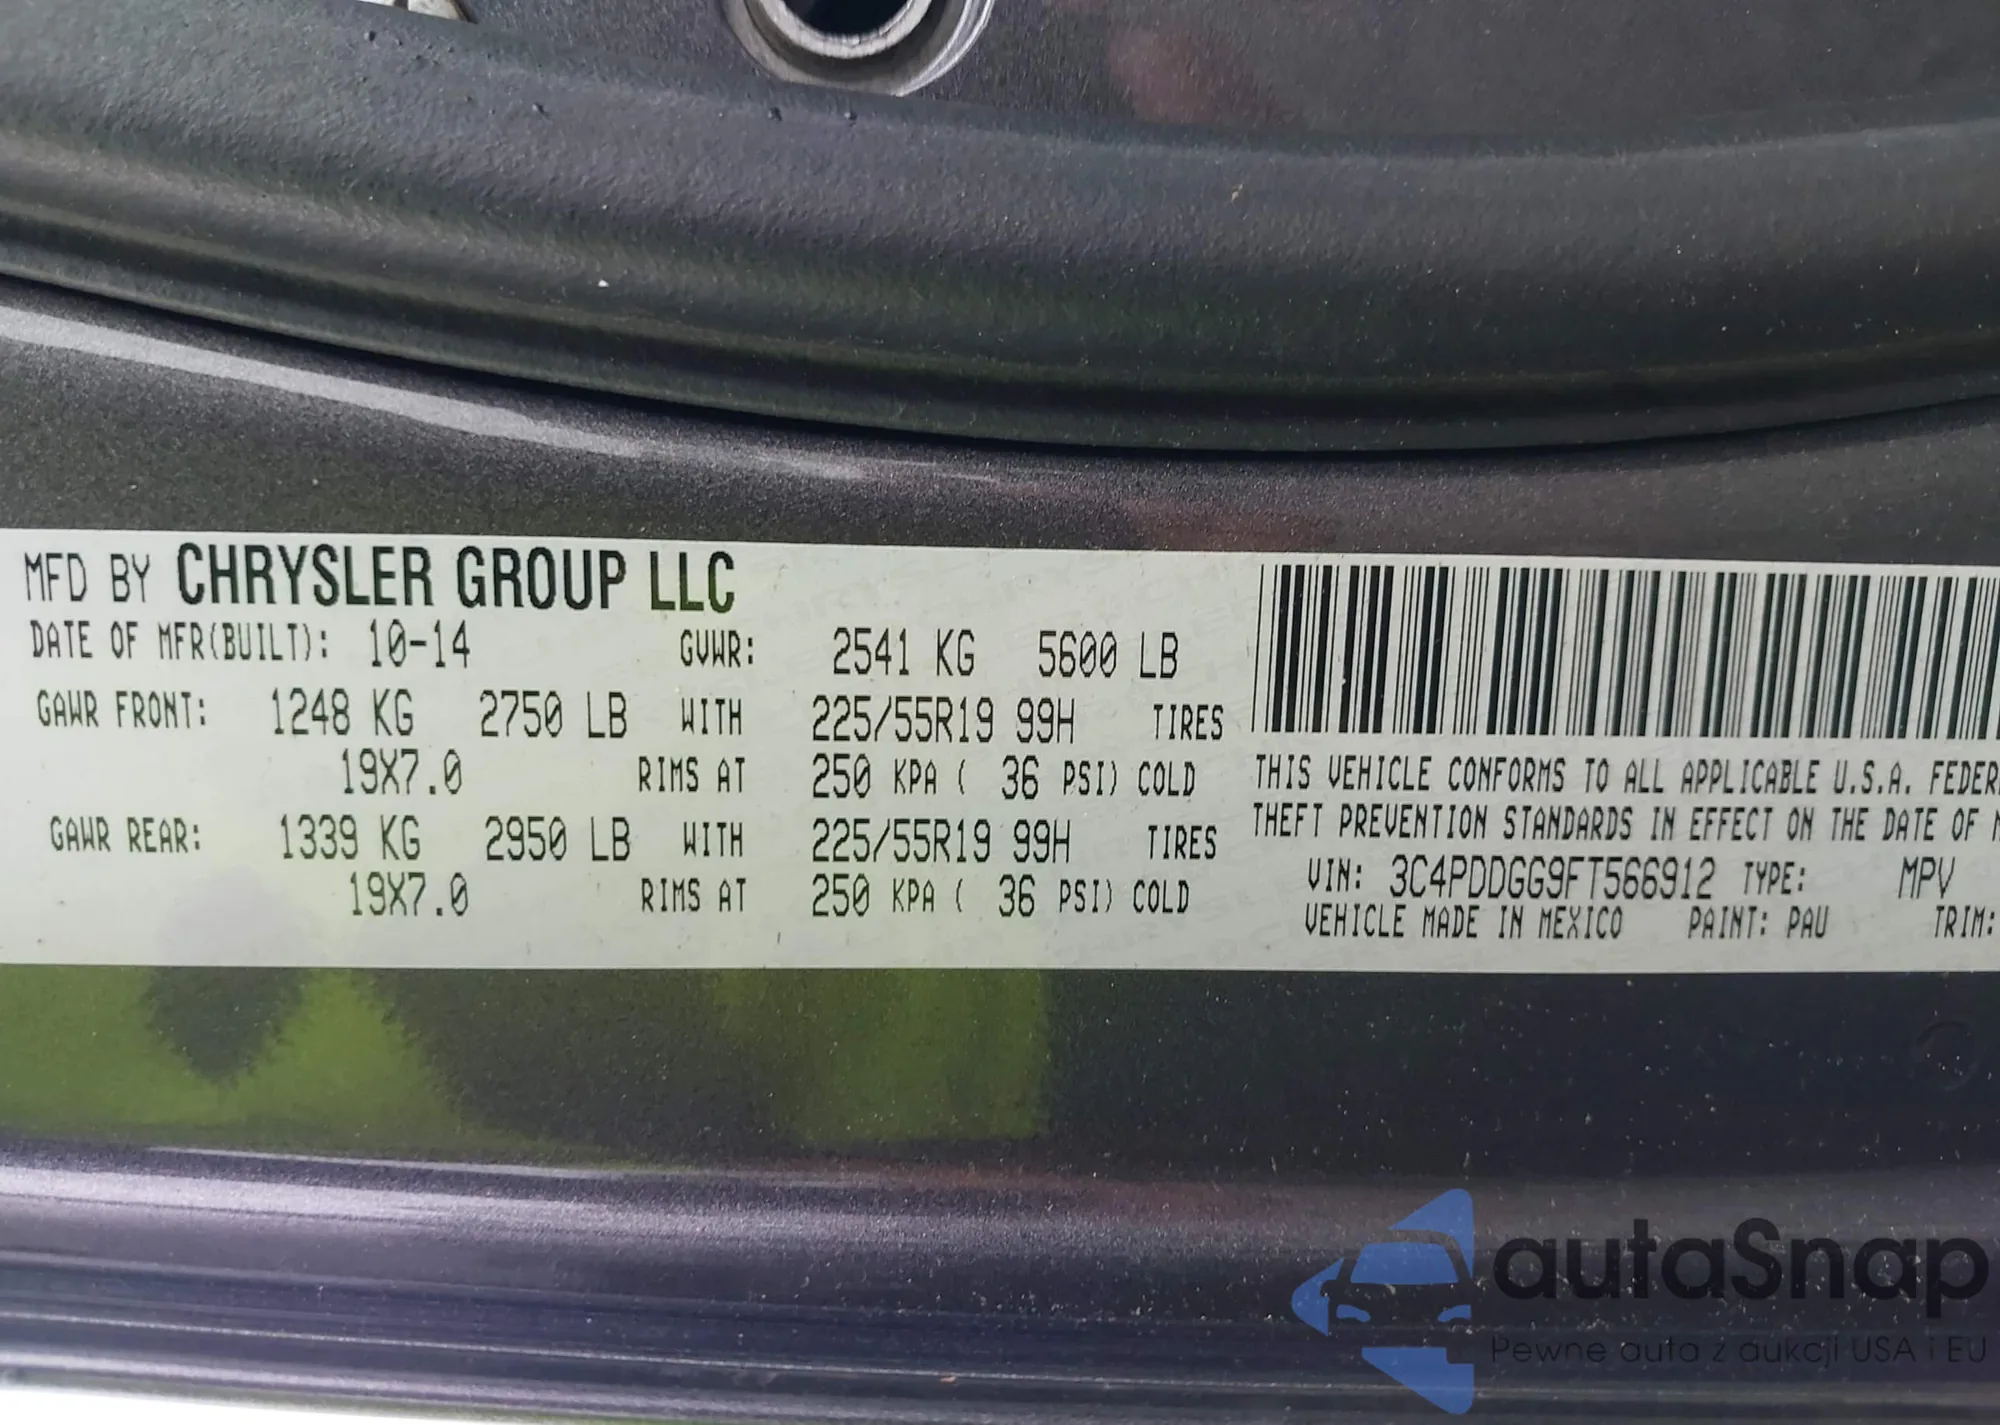 MFD BY CHRYSLER GROUP LLC
DATE OF MFR(BUILT): 10-14 GVWR: 2541 KG 5600 LB
GAWR FRONT: 1248 KG 2750 LB WITH 225/55R19 99H TIRES
19X7.0 RIMS AT 250 KPA ( 36 PSI) COLD
GAWR REAR: 1339 KG 2950 LB WITH 225/55R19 99H TIRES
19X7.0 RIMS AT 250 KPA ( 36 PSI) COLD
THIS VEHICLE CONFORMS TO ALL APPLICABLE U.S.A. FEDER
THEFT PREVENTION STANDARDS IN EFFECT ON THE DATE OF
VIN: 3C4PDDGG9FT566912 TYPE: MPV
VEHICLE MADE IN MEXICO PAINT: PAU TRIM:
autaSnap
Pewne auta z aukcji USA i EU